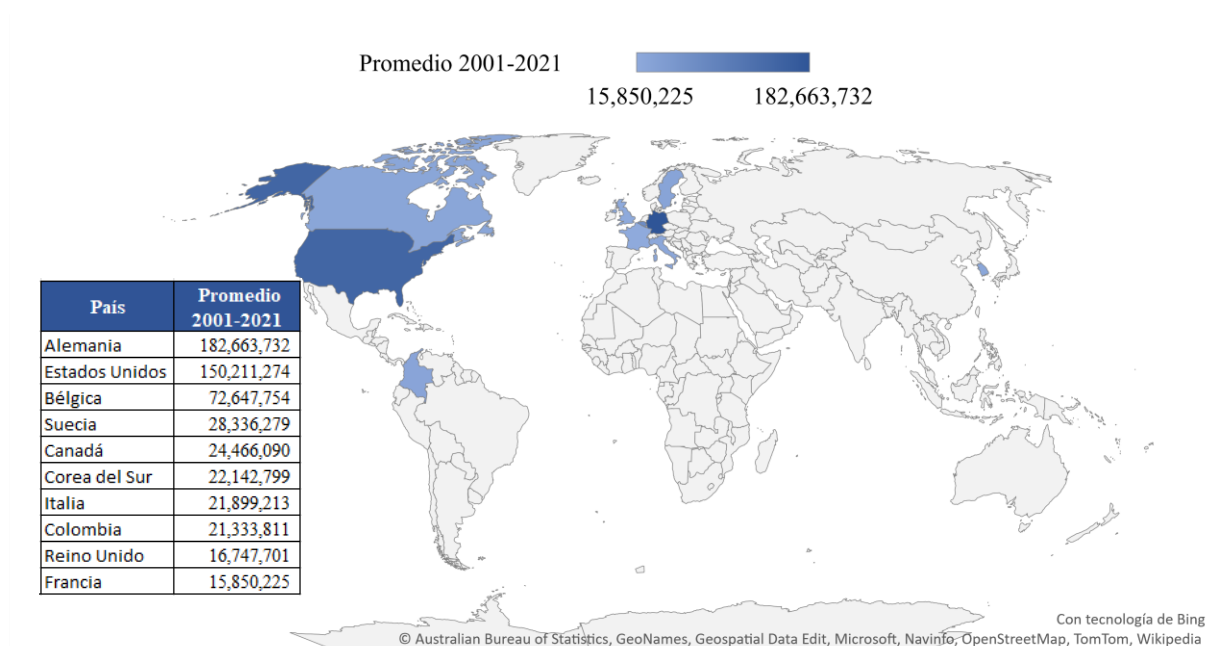 Promedio 2001-2021
15,850,225 182,663,732
País Promedio 2001-2021
Alemania 182,663,732
Estados Unidos 150,211,274
Bélgica 72,647,754
Suecia 28,336,279
Canadá 24,466,090
Corea del Sur 22,142,799
Italia 21,899,213
Colombia 21,333,811
Reino Unido 16,747,701
Francia 15,850,225
Con tecnología de Bing
© Australian Bureau of Statistics, GeoNames, Geospatial Data Edit, Microsoft, Navinfo, OpenStreetMap, TomTom, Wikipedia